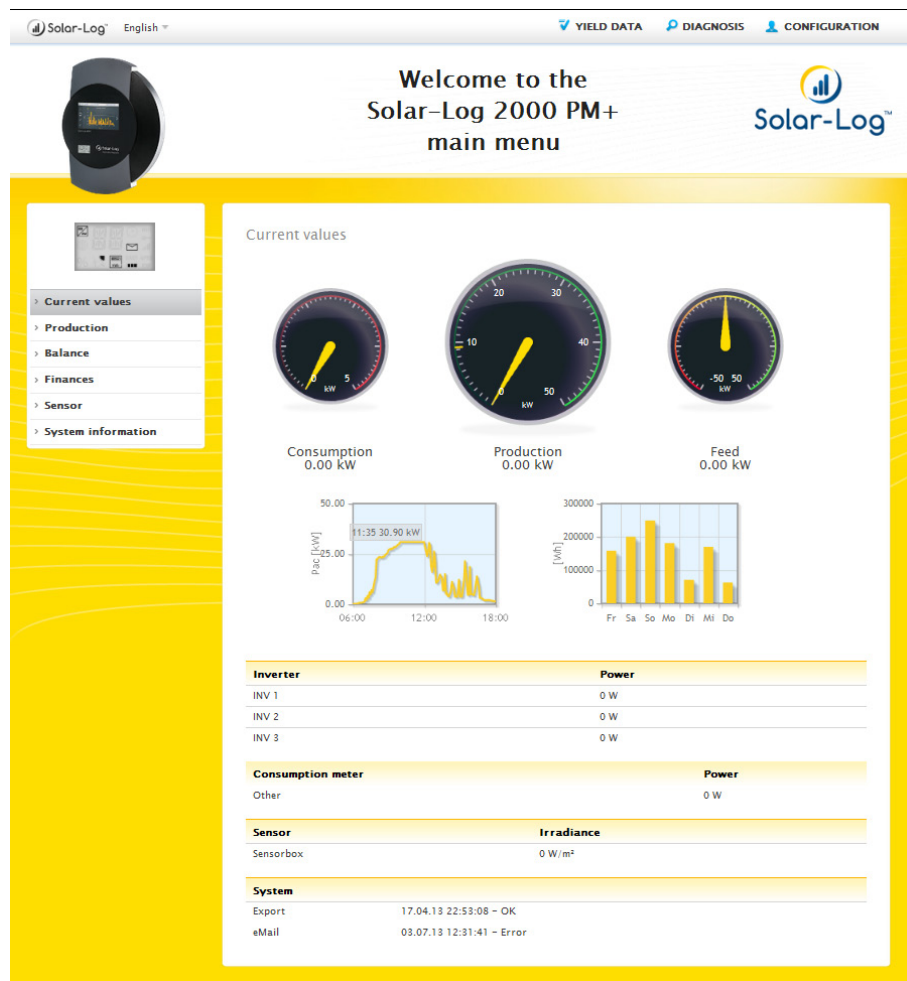 Solar-Log™ English
YIELD DATA DIAGNOSIS CONFIGURATION
Welcome to the
Solar-Log 2000 PM+
main menu
Solar-Log™
Current values
Production
Balance
Finances
Sensor
System information
Current values
0 5
kW
0 10 20 30 40 50
kW
-50 50
kW
Consumption
0.00 kW
Production
0.00 kW
Feed
0.00 kW
50.00
25.00
0.00
Pac [kW]
11:35 30.90 kW
06:00 12:00 18:00
300000
200000
100000
0
[Wh]
Fr Sa So Mo Di Mi Do
Inverter Power
INV 1 0 W
INV 2 0 W
INV 3 0 W
Consumption meter Power
Other 0 W
Sensor Irradiance
Sensorbox 0 W/m²
System
Export 17.04.13 22:53:08 - OK
eMail 03.07.13 12:31:41 - Error